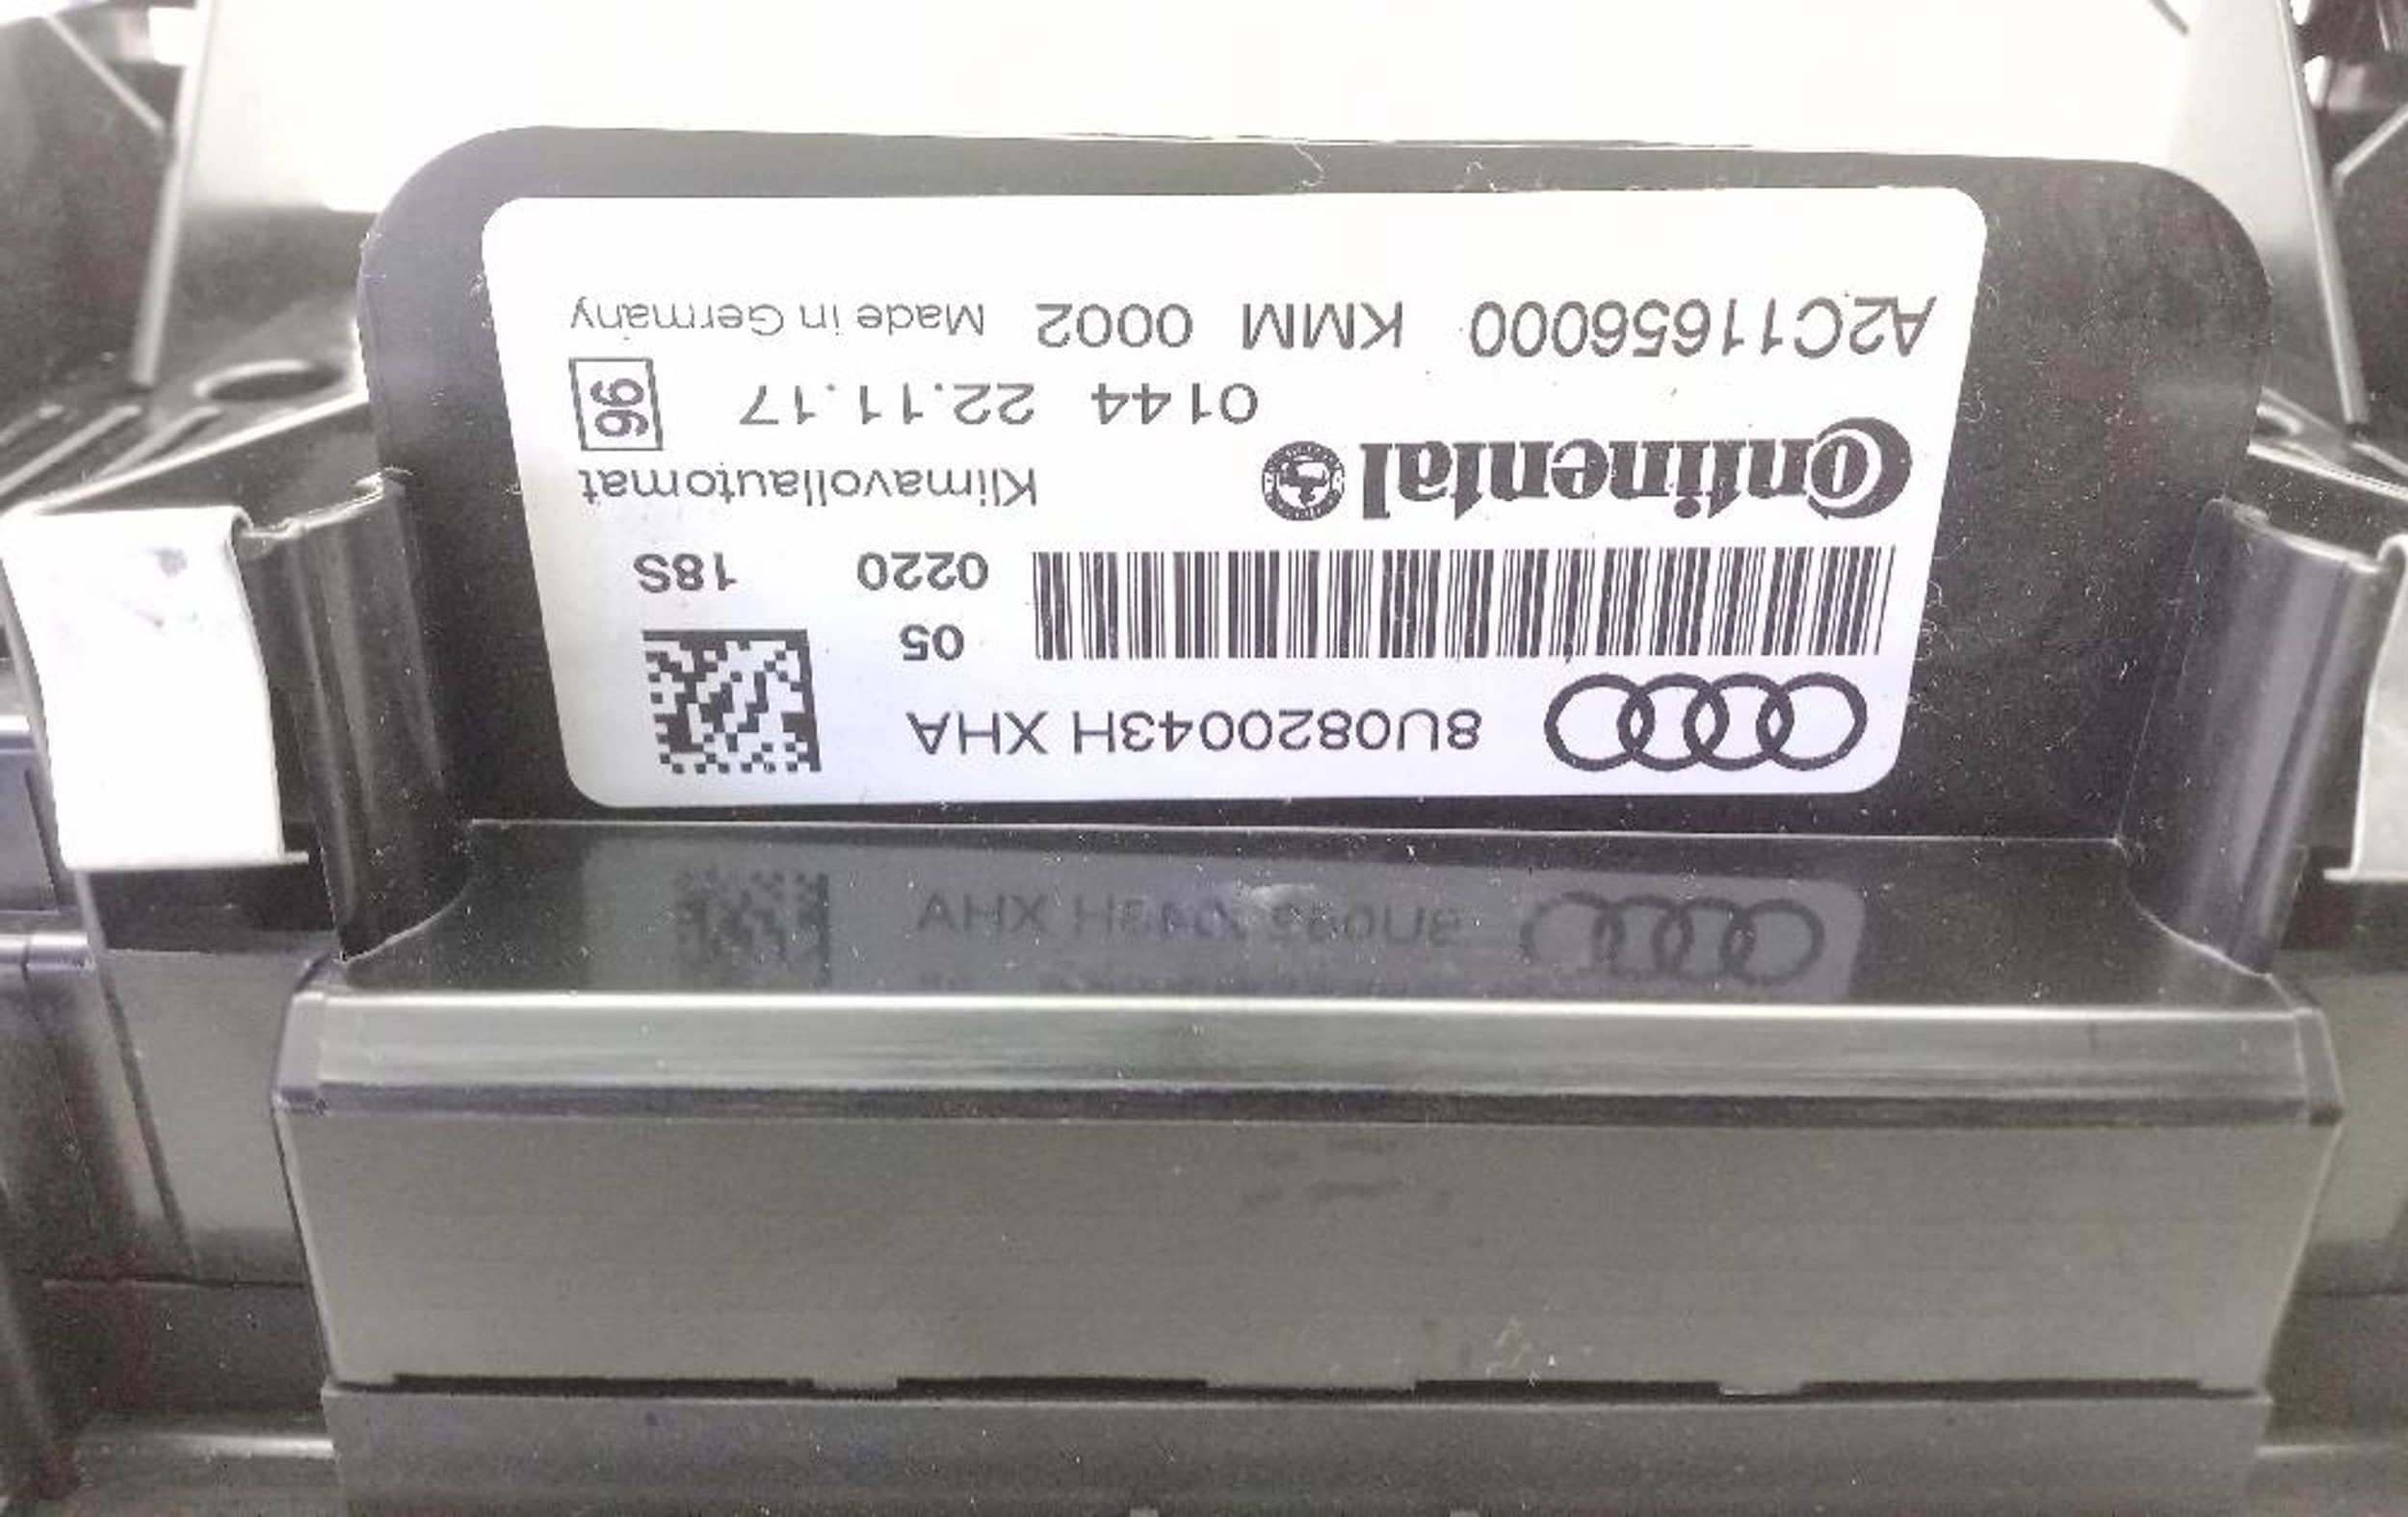 8U0820043H XHA
05
0220 18S
Continental Klimavollautomat
0144 22.11.17 96
A2C11656000 KMM 0002 Made in Germany